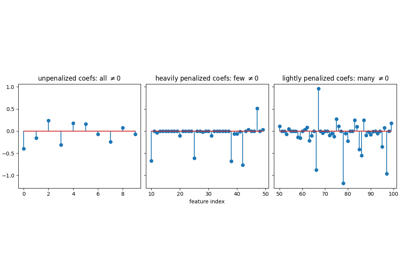 unpenalized coefs: all ≠0
heavily penalized coefs: few ≠0
lightly penalized coefs: many ≠0
1.0
0.5
0.0
−0.5
−1.0
0 2 4 6 8
10 20 30 40 50
50 60 70 80 90 100
feature index